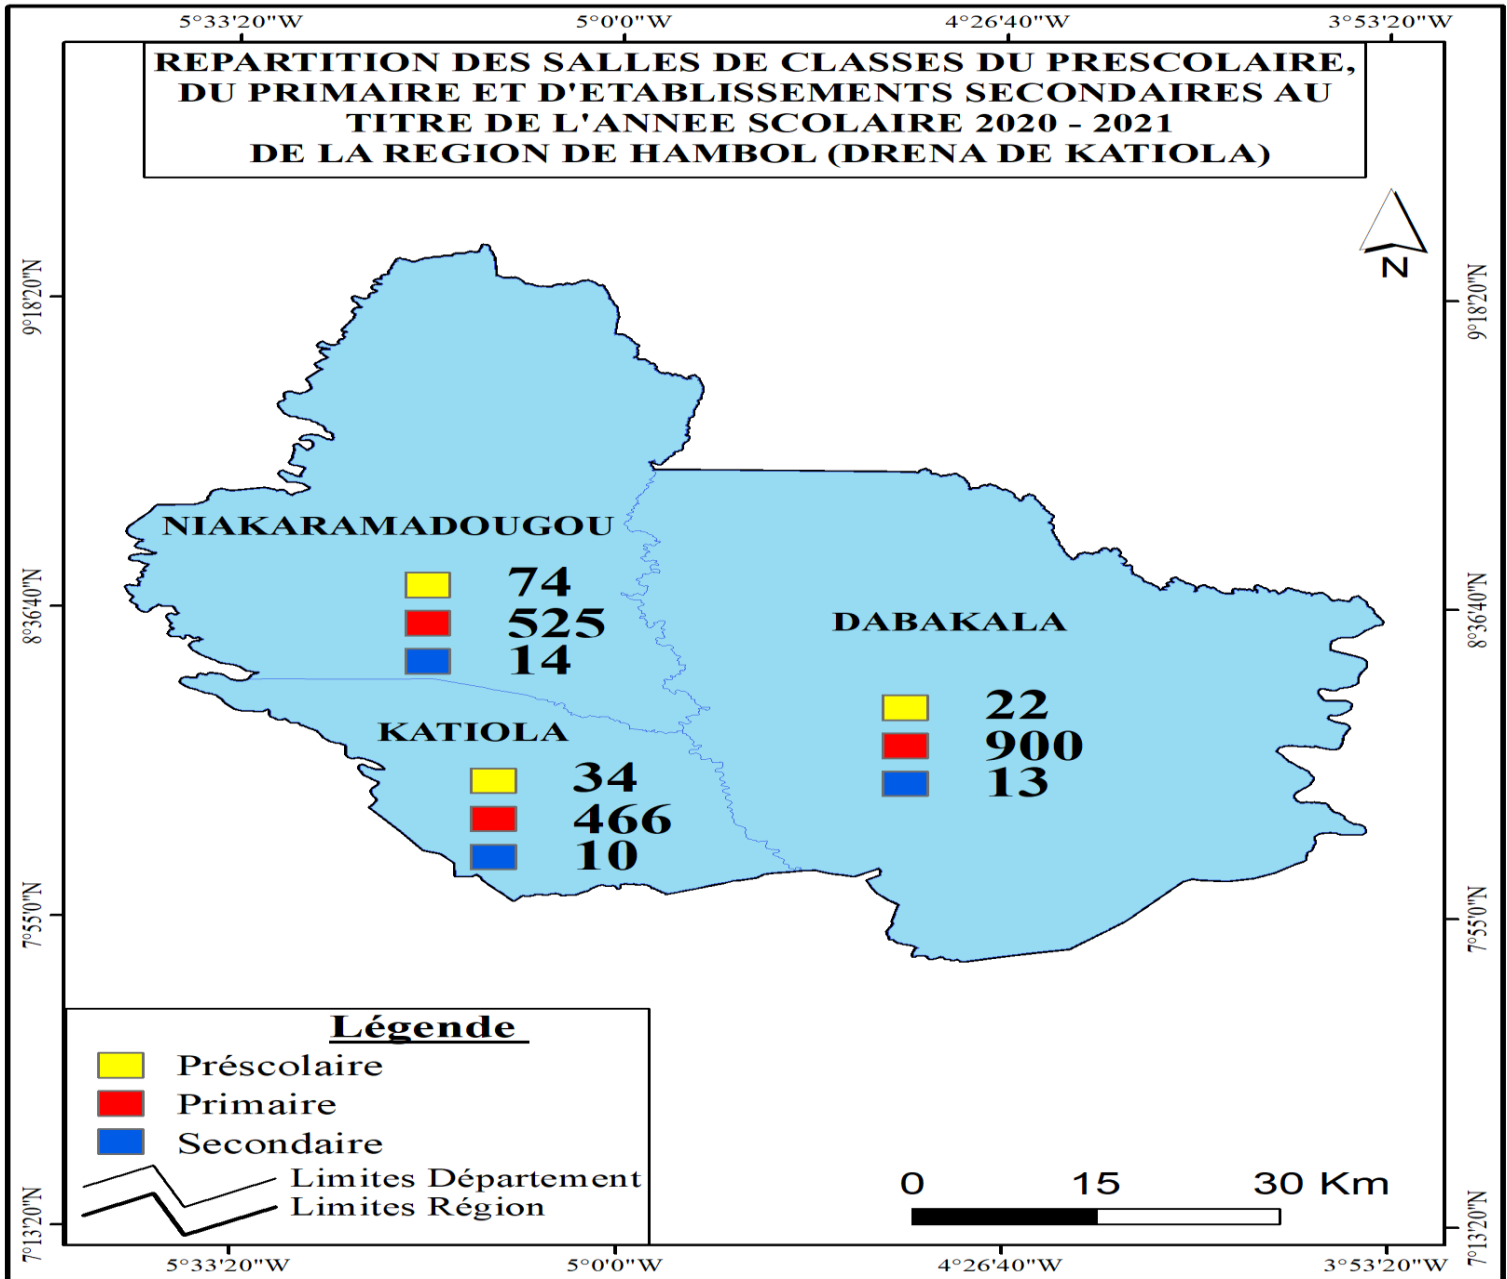 5°33'20"W 5°0'0"W 4°26'40"W 3°53'20"W
REPARTITION DES SALLES DE CLASSES DU PRESCOLAIRE,
DU PRIMAIRE ET D'ETABLISSEMENTS SECONDAIRES AU
TITRE DE L'ANNEE SCOLAIRE 2020 - 2021
DE LA REGION DE HAMBOL (DRENA DE KATIOLA)
N
9°18'20"N 9°18'20"N
NIAKARAMADOUGOU
74
525
14
8°36'40"N 8°36'40"N
DABAKALA
22
900
13
KATIOLA
34
466
10
7°55'0"N 7°55'0"N
Légende
Préscolaire
Primaire
Secondaire
Limites Département
Limites Région
0 15 30 Km
7°13'20"N 7°13'20"N
5°33'20"W 5°0'0"W 4°26'40"W 3°53'20"W